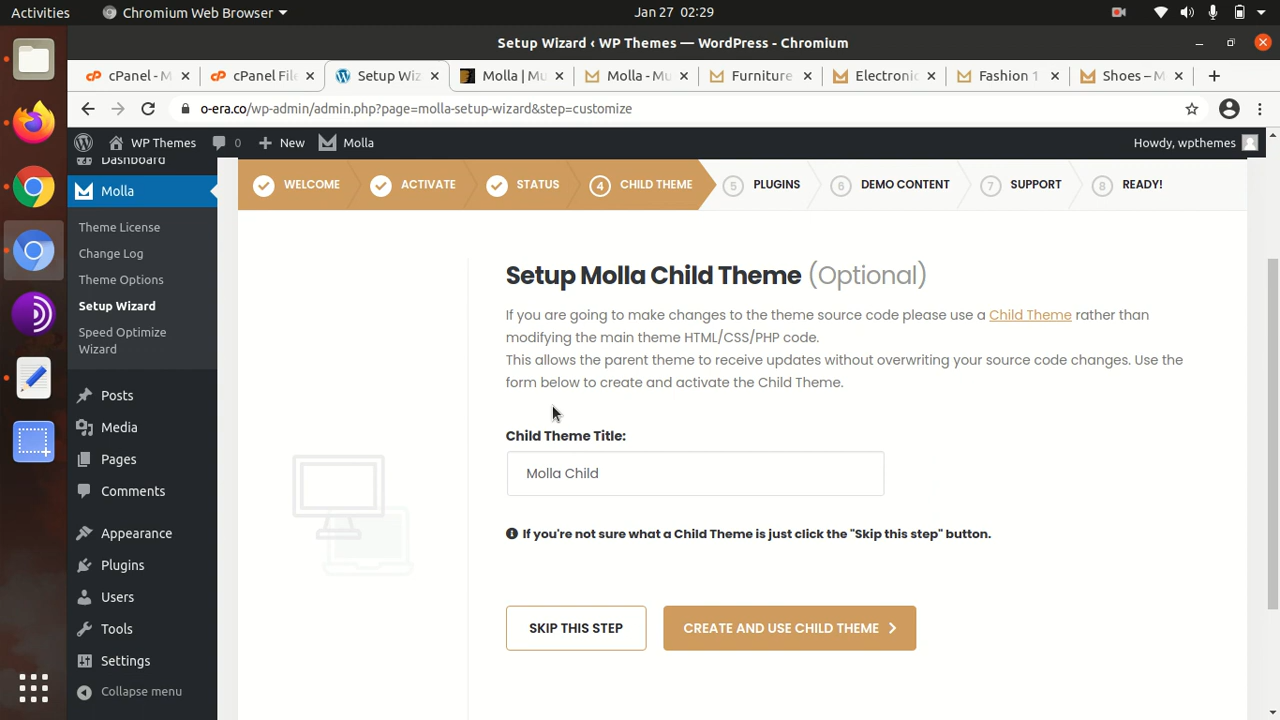 Activities
Chromium Web Browser
Jan 27 02:29
Setup Wizard ‹ WP Themes — WordPress - Chromium
cPanel - M
cPanel File
Setup Wiz
Molla | Mu
Molla - Mu
Furniture
Electronic
Fashion 1
Shoes – M
o-era.co/wp-admin/admin.php?page=molla-setup-wizard&step=customize
WP Themes
0
New
Molla
Howdy, wpthemes
Dashboard
Molla
Theme License
Change Log
Theme Options
Setup Wizard
Speed Optimize
Wizard
Posts
Media
Pages
Comments
Appearance
Plugins
Users
Tools
Settings
Collapse menu
WELCOME
ACTIVATE
STATUS
4 CHILD THEME
5 PLUGINS
6 DEMO CONTENT
7 SUPPORT
8 READY!
Setup Molla Child Theme (Optional)
If you are going to make changes to the theme source code please use a Child Theme rather than
modifying the main theme HTML/CSS/PHP code.
This allows the parent theme to receive updates without overwriting your source code changes. Use the
form below to create and activate the Child Theme.
Child Theme Title:
Molla Child
If you're not sure what a Child Theme is just click the "Skip this step" button.
SKIP THIS STEP
CREATE AND USE CHILD THEME